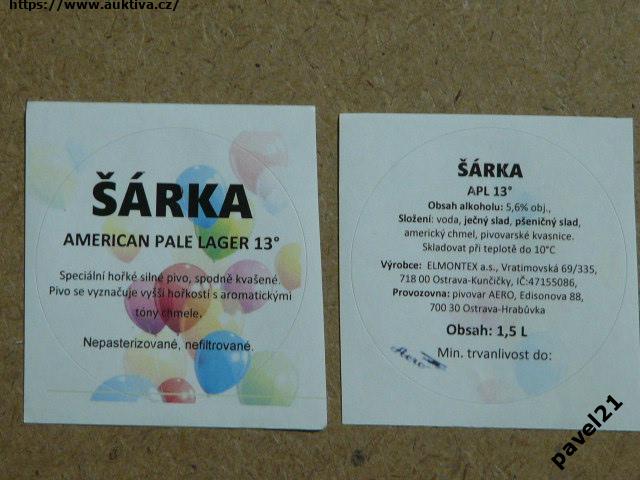 https://www.auktiva.cz/
ŠÁRKA
AMERICAN PALE LAGER 13°
Speciální hořké silné pivo, spodně kvašené.
Pivo se vyznačuje vyšší hořkostí s aromatickými
tóny chmele.
Nepasterizované, nefiltrované.
ŠÁRKA
APL 13°
Obsah alkoholu: 5,6% obj.,
Složení: voda, ječný slad, pšeničný slad,
americký chmel, pivovarské kvasnice.
Skladovat při teplotě do 10°C
Výrobce: ELMONTEX a.s., Vratimovská 69/335,
718 00 Ostrava-Kunčičky, IČ:47155086,
Provozovna: pivovar AERO, Edisonova 88,
700 30 Ostrava-Hrabůvka
Obsah: 1,5 L
Min. trvanlivost do:
Aero
pavel21